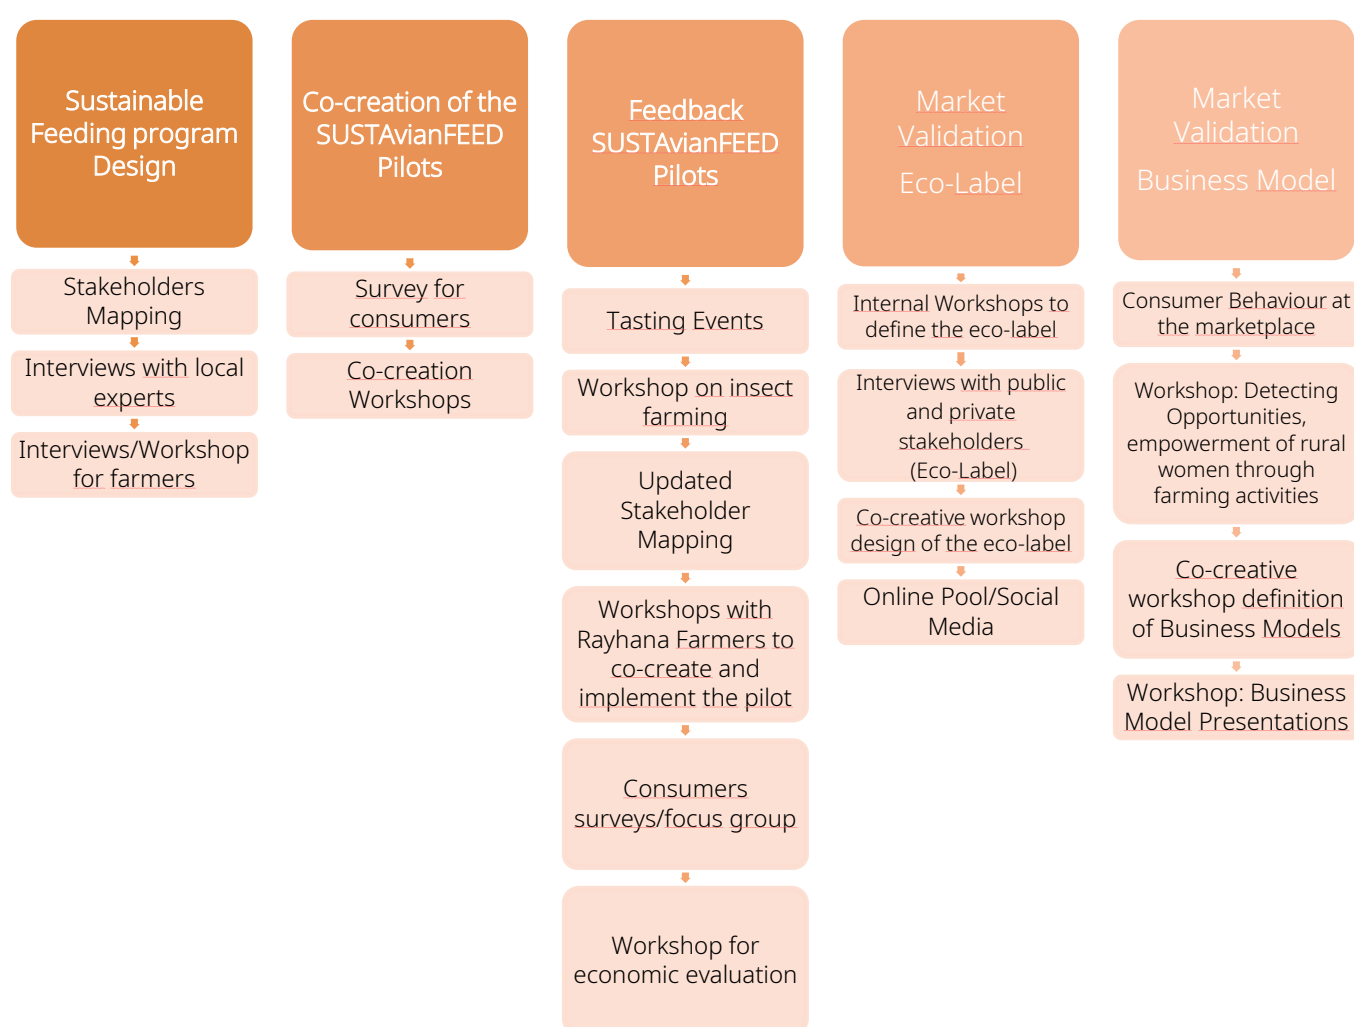 Sustainable
Feeding program
Design
Stakeholders
Mapping
Interviews with local
experts
Interviews/Workshop
for farmers
Co-creation of the
SUSTAvianFEED
Pilots
Survey for
consumers
Co-creation
Workshops
Feedback
SUSTAvianFEED
Pilots
Tasting Events
Workshop on insect
farming
Updated
Stakeholder
Mapping
Workshops with
Rayhana Farmers to
co-create and
implement the pilot
Consumers
surveys/focus group
Workshop for
economic evaluation
Market
Validation
Eco-Label
Internal Workshops to
define the eco-label
Interviews with public
and private
stakeholders
(Eco-Label)
Co-creative workshop
design of the eco-label
Online Pool/Social
Media
Market
Validation
Business Model
Consumer Behaviour at
the marketplace
Workshop: Detecting
Opportunities,
empowerment of rural
women through
farming activities
Co-creative
workshop definition
of Business Models
Workshop: Business
Model Presentations